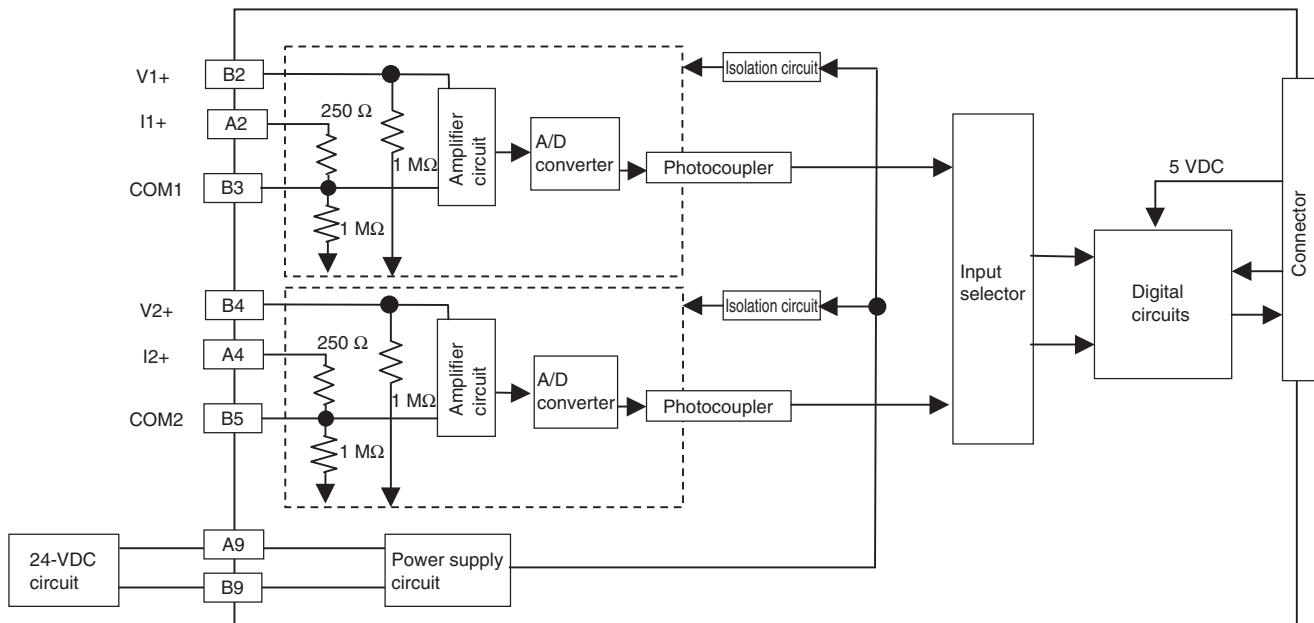 V1+
B2
Isolation circuit
I1+
A2
250 Ω
1 MΩ
Amplifier
circuit
A/D
converter
Photocoupler
COM1
B3
1 MΩ
5 VDC
Connector
V2+
B4
Isolation circuit
Input
selector
Digital
circuits
I2+
A4
250 Ω
1 MΩ
Amplifier
circuit
A/D
converter
Photocoupler
COM2
B5
1 MΩ
24-VDC
circuit
A9
B9
Power supply
circuit